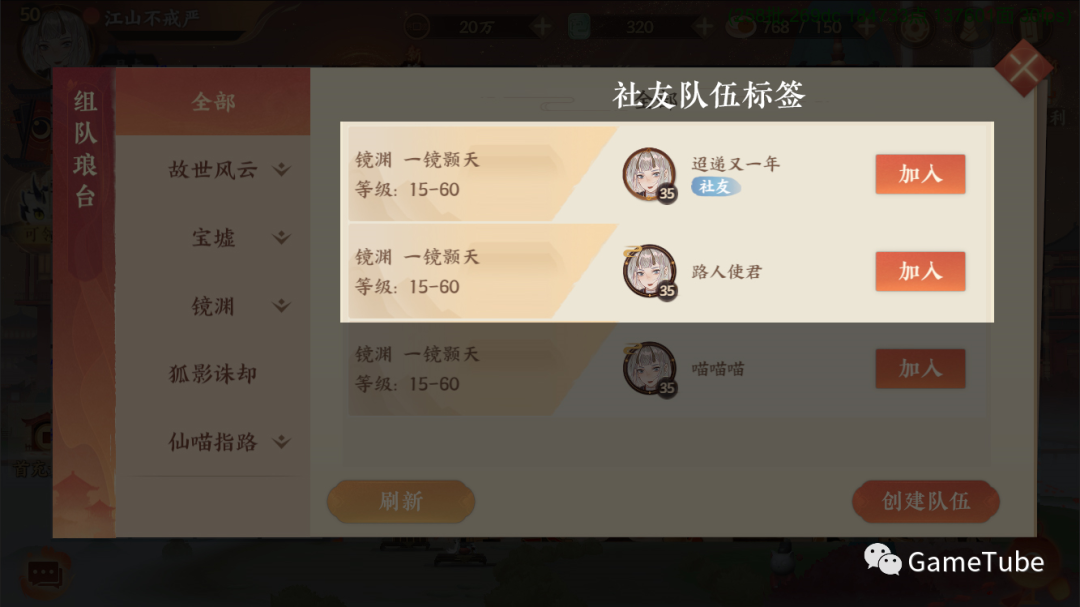 50
江山不戒严
20万
320
768 / 150
组队琅台
全部
故世风云
宝墟
镜渊
狐影诛却
仙喵指路
社友队伍标签
镜渊 一镜颢天
等级: 15-60
35
迢递又一年
社友
加入
镜渊 一镜颢天
等级: 15-60
35
路人使君
加入
镜渊 一镜颢天
等级: 15-60
35
喵喵喵
加入
刷新
创建队伍
GameTube